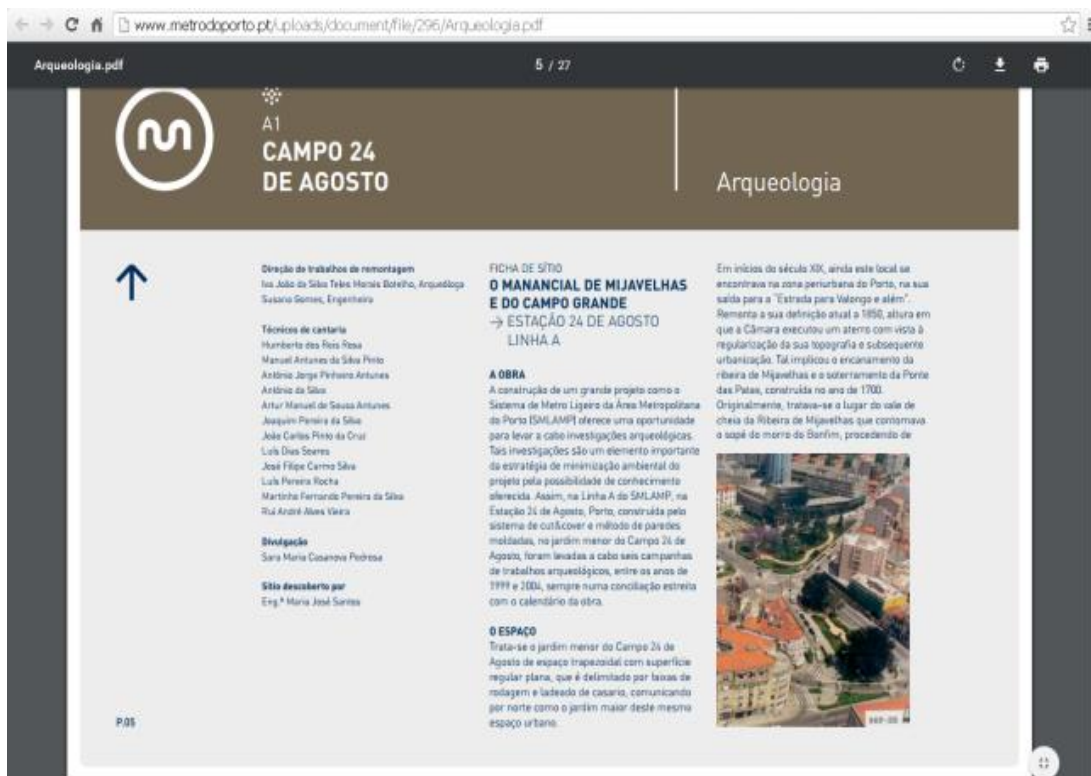 www.metrodoporto.pt/uploads/document/file/296/Arqueologia.pdf
Arqueologia.pdf
5 / 27
A1
CAMPO 24
DE AGOSTO
Arqueologia
Direção de trabalhos de remontagem
Iva João da Silva Teles Morais Botelho, Arqueóloga
Susana Gomes, Engenheira
Técnicos de cantaria
Humberto dos Reis Rosa
Manuel Antunes da Silva Pinto
António Jorge Pinheiro Antunes
António da Silva
Artur Manuel de Sousa Antunes
Joaquim Pereira da Silva
João Carlos Pinto da Cruz
Luís Dias Soares
José Filipe Carmo Silva
Luís Pereira Rocha
Martinho Fernando Pereira da Silva
Rui André Alves Vieira
Divulgação
Sara Maria Casanova Pedrosa
Sítio descoberto por
Eng.ª Maria José Santos
P.05
FICHA DE SÍTIO
O MANANCIAL DE MIJAVELHAS
E DO CAMPO GRANDE
→ ESTAÇÃO 24 DE AGOSTO
LINHA A
A OBRA
A construção de um grande projeto como o
Sistema de Metro Ligeiro da Área Metropolitana
do Porto (SMLAMP) oferece uma oportunidade
para levar a cabo investigações arqueológicas.
Tais investigações são um elemento importante
da estratégia de minimização ambiental do
projeto pela possibilidade de conhecimento
oferecida. Assim, na Linha A do SMLAMP, na
Estação 24 de Agosto, Porto, construída pelo
sistema de cut&cover e método de paredes
moldadas, no jardim menor do Campo 24 de
Agosto, foram levadas a cabo seis campanhas
de trabalhos arqueológicos, entre os anos de
1999 e 2004, sempre numa conciliação estreita
com o calendário da obra.
O ESPAÇO
Trata-se o jardim menor do Campo 24 de
Agosto de espaço trapezoidal com superfície
regular plana, que é delimitado por faixas de
rodagem e ladeado de casario, comunicando
por norte como o jardim maior deste mesmo
espaço urbano.
Em inícios do século XIX, ainda este local se
encontrava na zona periurbana do Porto, na sua
saída para a "Estrada para Valongo e além".
Remonta a sua definição atual a 1850, altura em
que a Câmara executou um aterro com vista à
regularização da sua topografia e subsequente
urbanização. Tal implicou o encanamento da
ribeira de Mijavelhas e o soterramento da Ponte
das Patas, construída no ano de 1700.
Originalmente, tratava-se o lugar do vale de
cheia da Ribeira de Mijavelhas que contornava
o sopé do morro do Bonfim, procedendo de